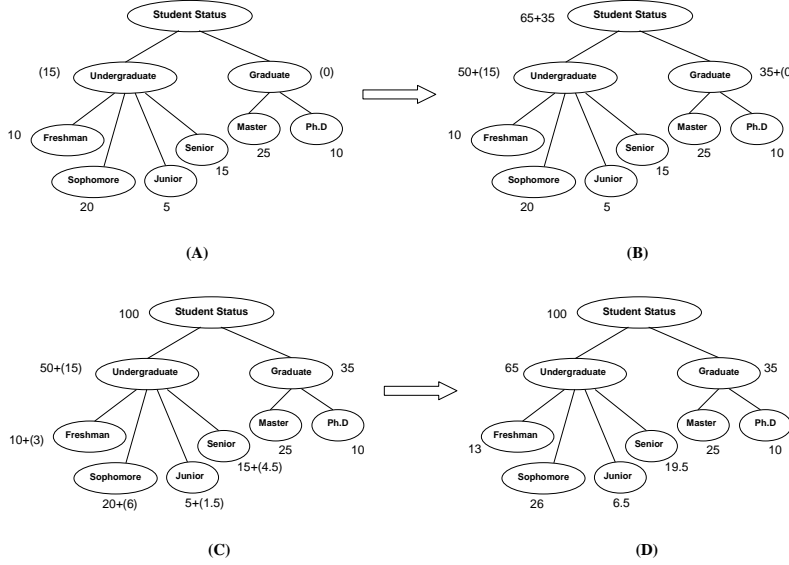 Student Status
(15)
Undergraduate
Graduate
(0)
10
Freshman
Sophomore
20
Junior
5
Senior
15
Master
25
Ph.D
10
(A)
65+35
Student Status
50+(15)
Undergraduate
Graduate
35+(0
10
Freshman
Sophomore
20
Junior
5
Senior
15
Master
25
Ph.D
10
(B)
100
Student Status
50+(15)
Undergraduate
Graduate
35
10+(3)
Freshman
Sophomore
20+(6)
Junior
5+(1.5)
Senior
15+(4.5)
Master
25
Ph.D
10
(C)
100
Student Status
65
Undergraduate
Graduate
35
13
Freshman
Sophomore
26
Junior
6.5
Senior
19.5
Master
25
Ph.D
10
(D)